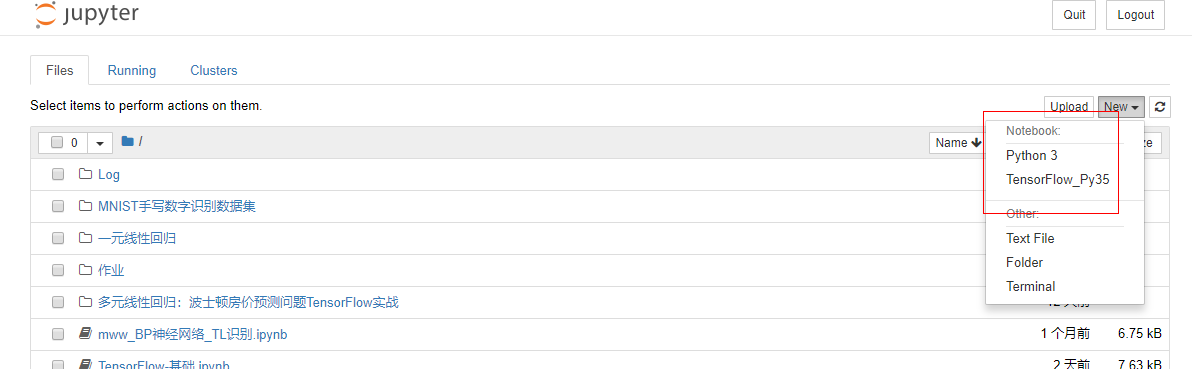 jupyter
Quit Logout
Files Running Clusters
Select items to perform actions on them.
Upload New
0 / Name ze
Notebook:
Python 3
TensorFlow_Py35
Other:
Text File
Folder
Terminal
Log
MNIST手写数字识别数据集
一元线性回归
作业
多元线性回归：波士顿房价预测问题TensorFlow实战
mww_BP神经网络_TL识别.ipynb 1 个月前 6.75 kB
TensorFlow-基础.ipynb 2 天前 7.63 kB